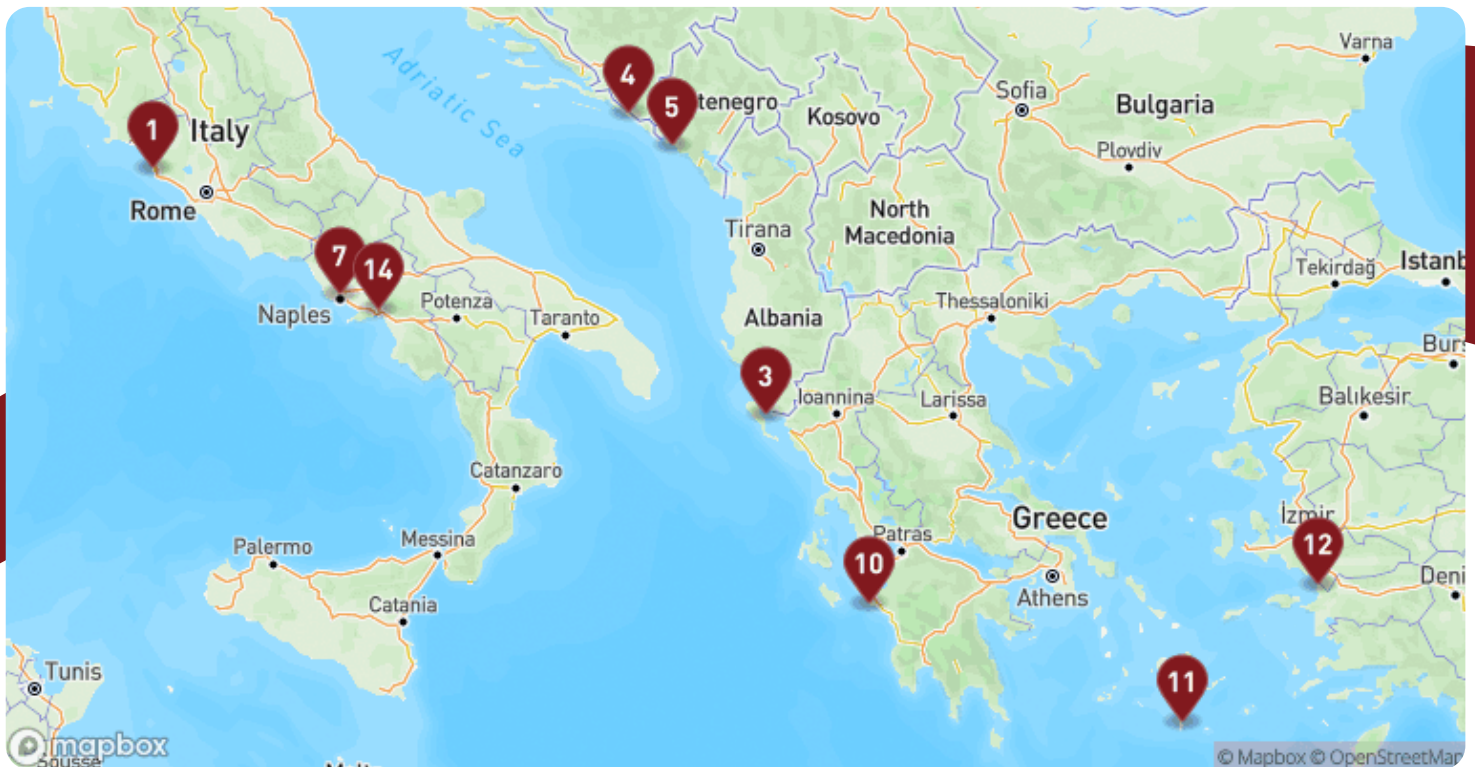 Varna
Adriatic Sea
4
Sofia
Bulgaria
5
tenegro
Kosovo
1
Italy
Plovdiv
Rome
Tirana
North
Macedonia
7
14
Tekirdağ
Istanb
Naples
Potenza
Taranto
Albania
Thessaloniki
Burs
3
Ioannina
Larissa
Balıkesir
Catanzaro
İzmir
Greece
Messina
Palermo
Patras
12
10
Athens
Deni
Catania
Tunis
11
mapbox
Sousse
© Mapbox © OpenStreetMap